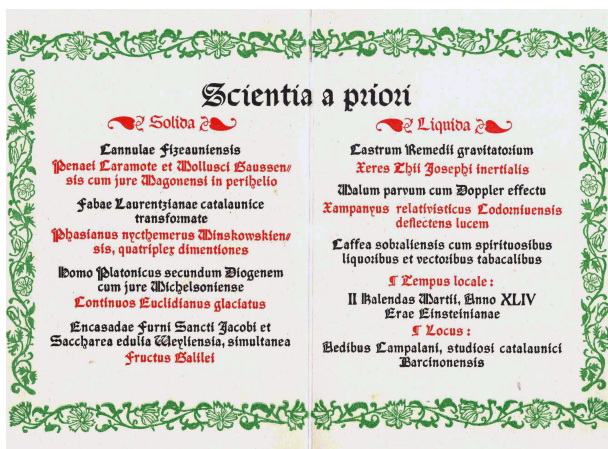 Scientia a priori
Solida
Cannulae Fizeauniensis
Penaei Caramote et Mollusci Gaussen=
sis cum jure Magonensi in perihelio
Fabae Laurentzianae catalaunice
transformate
Phasianus nycthemerus Minskowskien=
sis, quatriplex dimentiones
Homo Platonicus secundum Diogenem
cum jure Michelsoniense
Continuos Euclidianus glaciatus
Encasadae Furni Sancti Jacobi et
Saccharea edulia Weyliensia, simultanea
Fructus Galilei
Liquida
Castrum Remedii gravitatorium
Xeres Thii Josephi inertialis
Malum parvum cum Doppler effectu
Xampanyus relativisticus Codorniuensis
deflectens lucem
Caffea sobraliensis cum spirituosibus
liquoribus et vectoribus tabacalibus
¶ Tempus locale:
II Kalendas Martii, Anno XLIV
Erae Einsteinianae
¶ Locus:
Aedibus Campalani, studiosi catalaunici
Barcinonensis